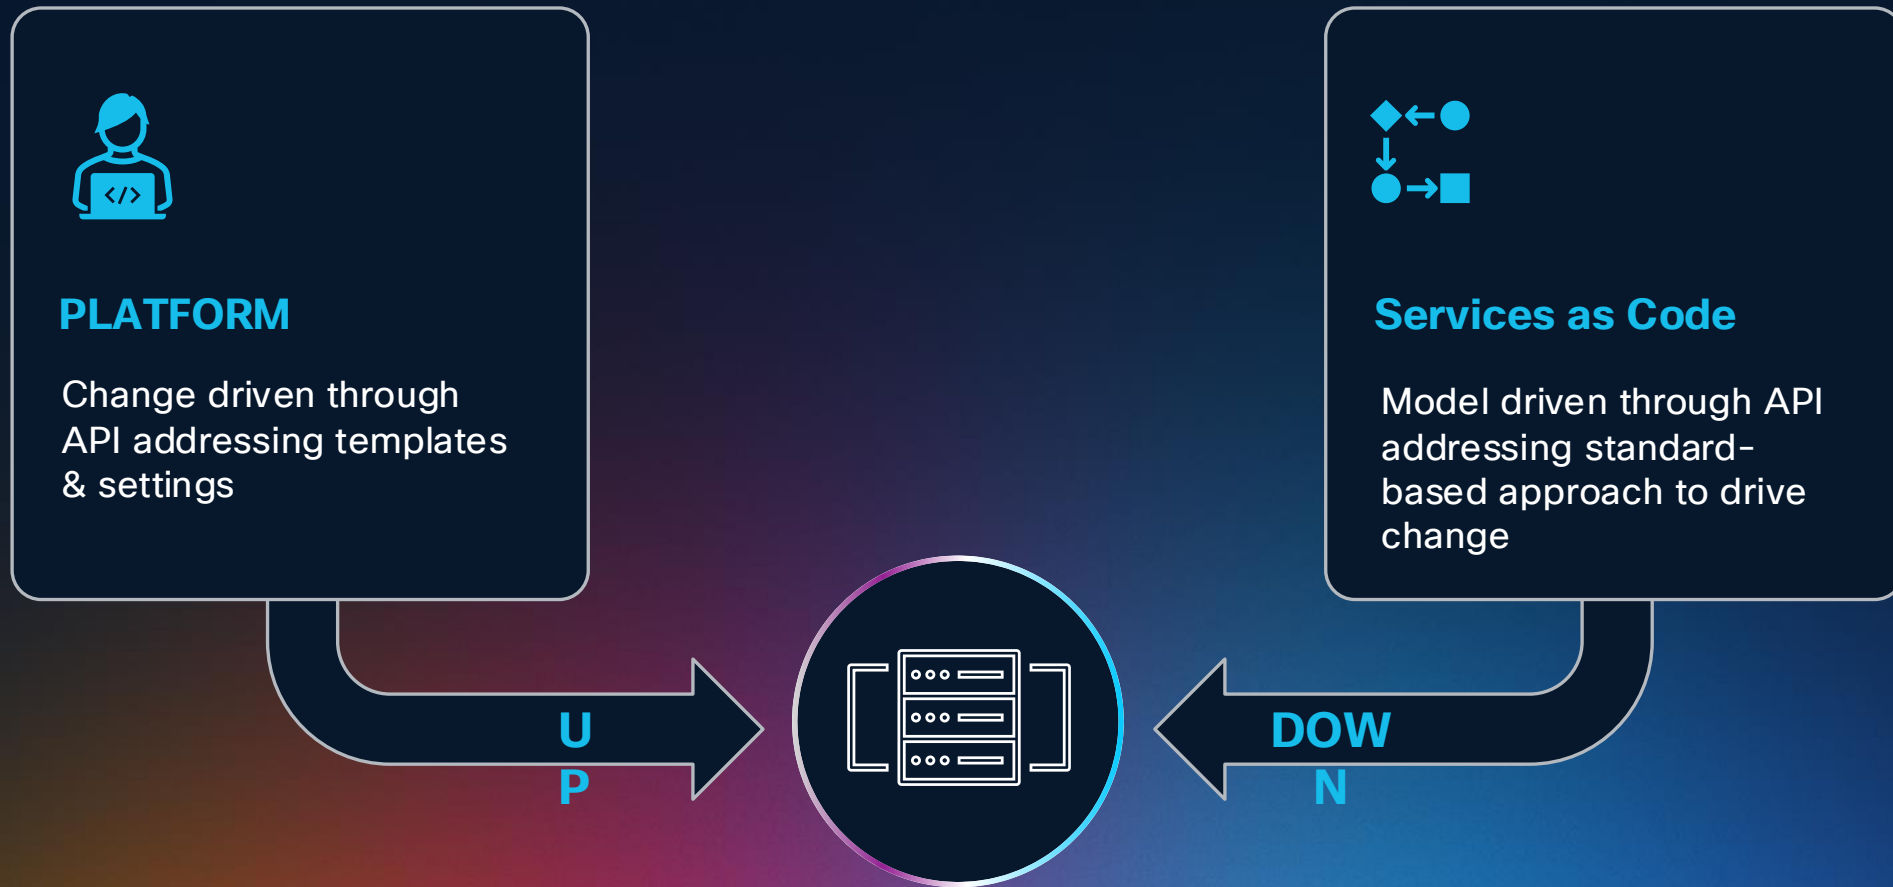 </>
PLATFORM
Change driven through
API addressing templates
& settings
Services as Code
Model driven through API
addressing standard-
based approach to drive
change
U
P
DOW
N